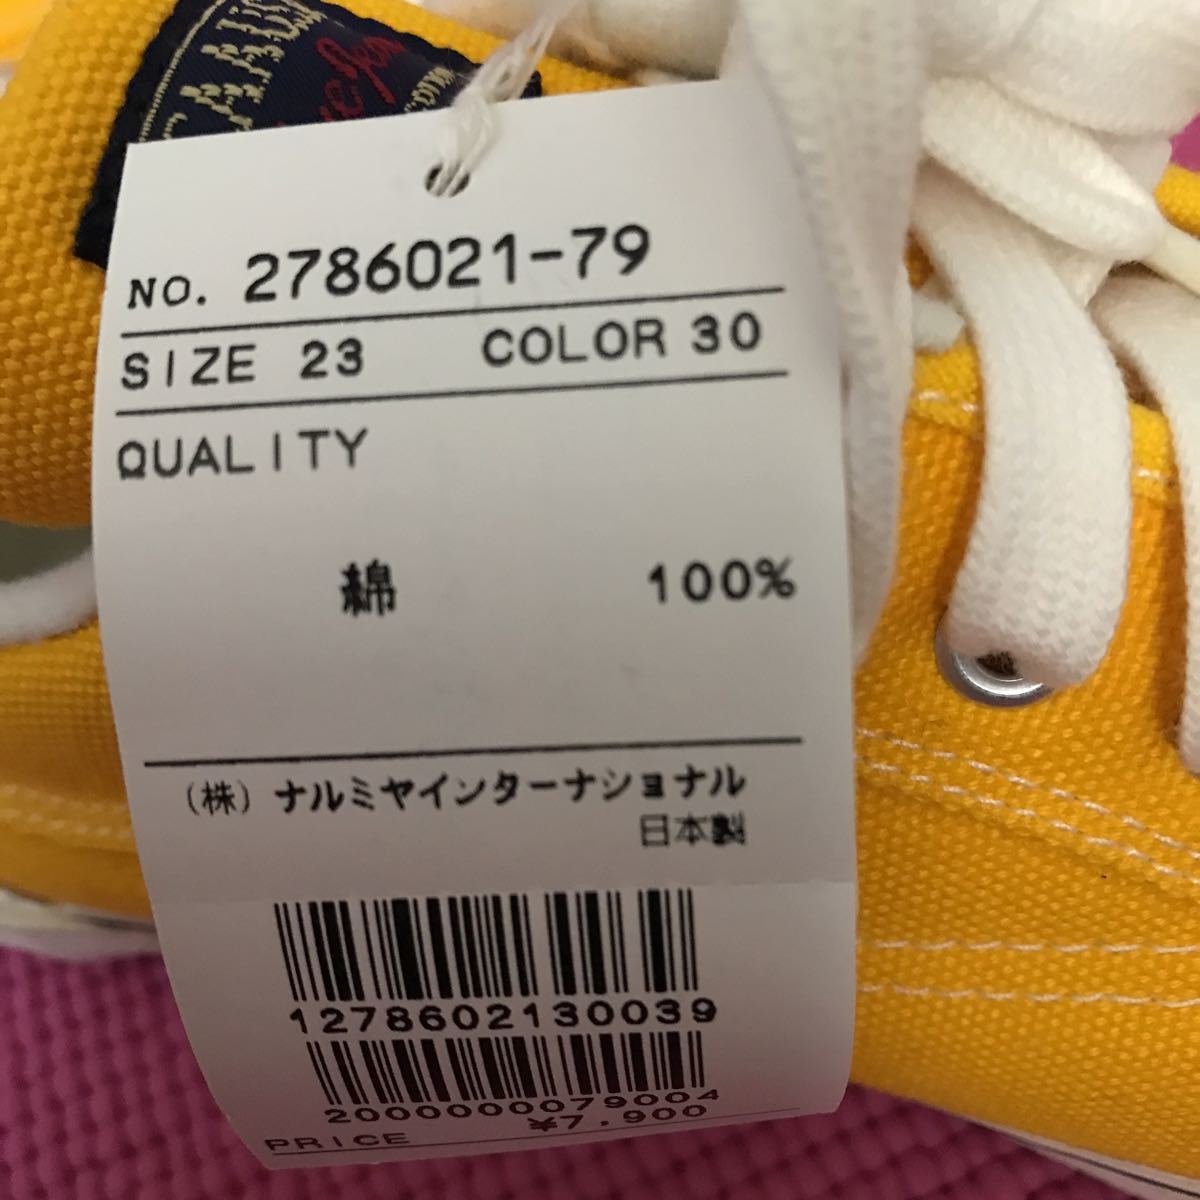 NO. 2786021-79
SIZE 23 COLOR 30
QUALITY
綿 100%
(株) ナルミヤインターナショナル
日本製
1278602130039
2000000079004
¥7,900
PRICE